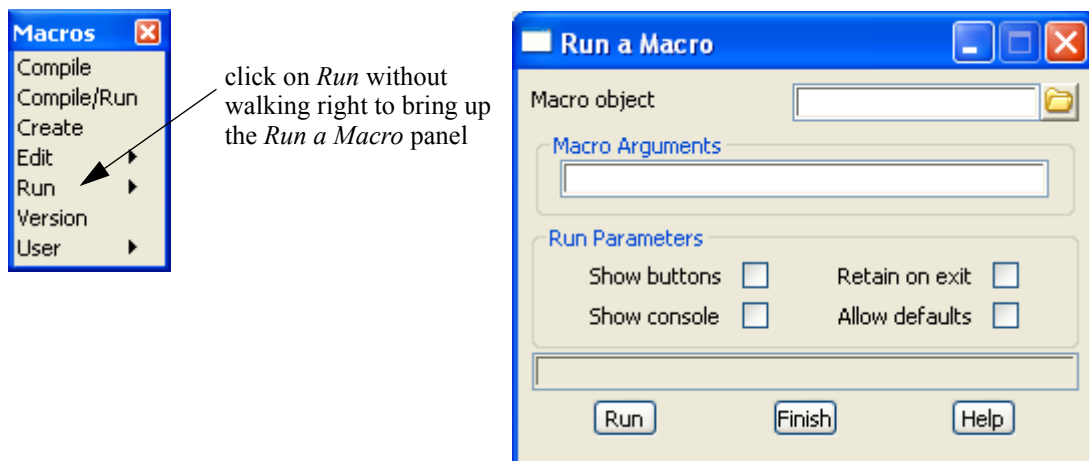 Macros
Compile
Compile/Run
Create
Edit
Run
Version
User
click on Run without
walking right to bring up
the Run a Macro panel
Run a Macro
Macro object
Macro Arguments
Run Parameters
Show buttons Retain on exit
Show console Allow defaults
Run Finish Help